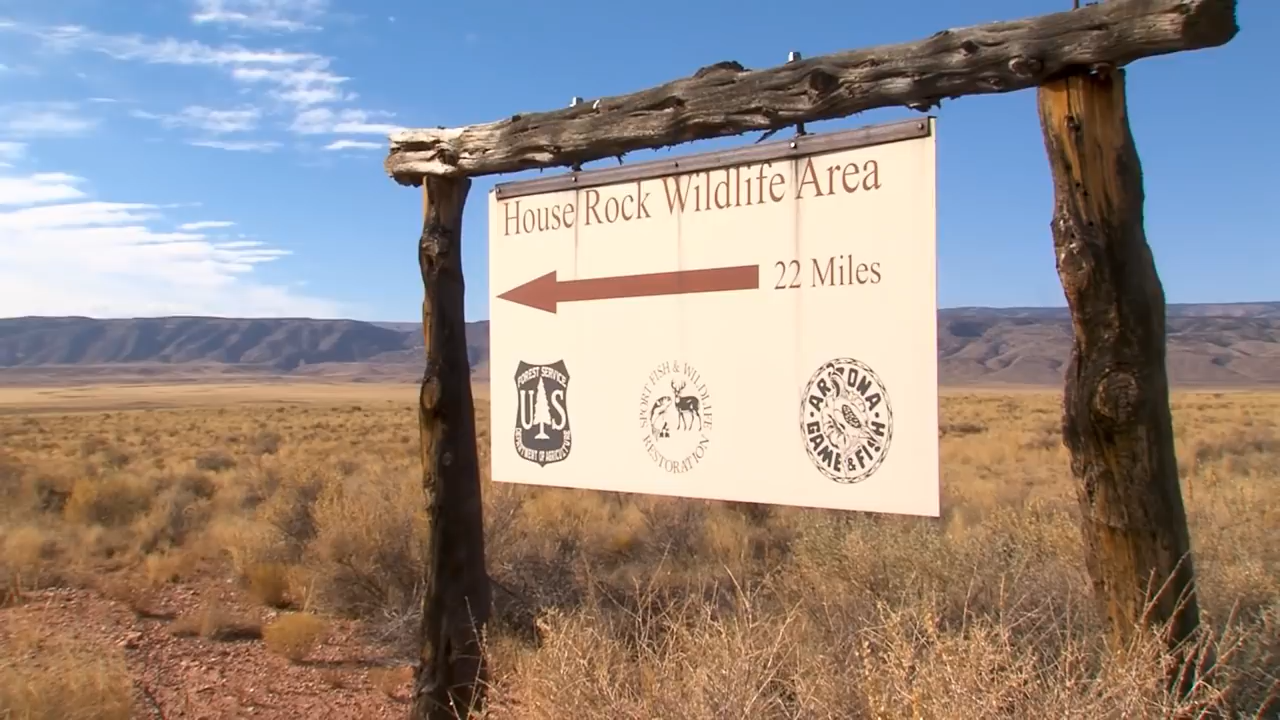 House Rock Wildlife Area
22 Miles
FOREST SERVICE
US
DEPARTMENT OF AGRICULTURE
SPORT FISH & WILDLIFE
RESTORATION
ARIZONA
GAME & FISH